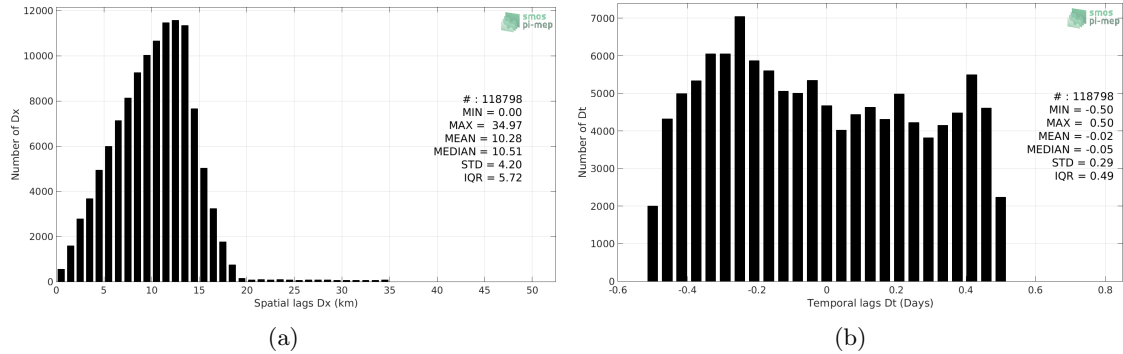 12000
10000
8000
6000
4000
2000
0
Number of Dx
0
5
10
15
20
25
30
35
40
45
50
Spatial lags Dx (km)
smos
pi-mep
# : 118798
MIN = 0.00
MAX = 34.97
MEAN = 10.28
MEDIAN = 10.51
STD = 4.20
IQR = 5.72
(a)
7000
6000
5000
4000
3000
2000
1000
0
Number of Dt
-0.6
-0.4
-0.2
0
0.2
0.4
0.6
0.8
Temporal lags Dt (Days)
smos
pi-mep
# : 118798
MIN = -0.50
MAX = 0.50
MEAN = -0.02
MEDIAN = -0.05
STD = 0.29
IQR = 0.49
(b)